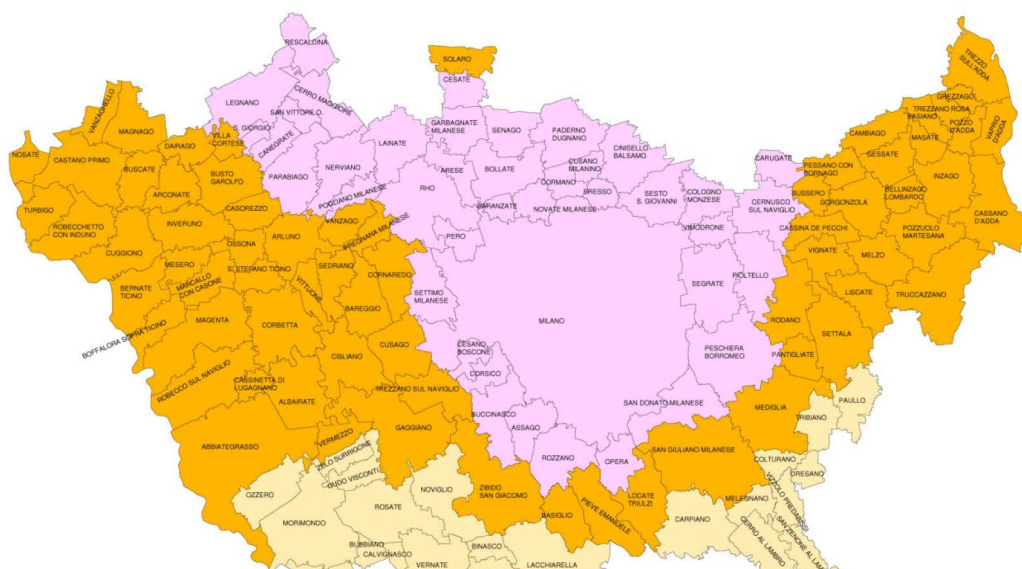 RESCALDINA
SOLARO
TREZZO
SULL'ADDA
CESATE
LEGNANO
CERRO MAGGIORE
GREZZAGO
VANZAGHELLO
SAN VITTORE O.
GARBAGNATE
MILANESE
SENAGO
PADERNO
DUGNANO
TREZZANO ROSA
BASIANO
POZZO
D'ADDA
VAPRIO
D'ADDA
MAGNAGO
GIORGIO
CAMBIAGO
MASATE
NOSATE
CASTANO PRIMO
DAIRAGO
VILLA
CORTESE
CANEGRATE
LAINATE
CINISELLO
BALSAMO
GESSATE
BUSCATE
BUSTO
GAROLFO
PARABIAGO
NERVIANO
ARESE
BOLLATE
CUSANO
MILANINO
CARUGATE
PESSANO CON
BORNAGO
INZAGO
RHO
CORMANO
BRESSO
SESTO
S. GIOVANNI
COLOGNO
MONZESE
CERNUSCO
SUL NAVIGLIO
BUSSERO
GORGONZOLA
BELLINZAGO
LOMBARDO
ARCONATE
CASOREZZO
POGLIANO MILANESE
BARANZATE
NOVATE MILANESE
TURBIGO
ROBECCHETTO
CON INDUNO
INVERUNO
VANZAGO
PREGNANA MILANESE
PERO
VIMODRONE
CASSINA DE PECCHI
POZZUOLO
MARTESANA
CASSANO
D'ADDA
CUGGIONO
OSSONA
ARLUNO
VIGNATE
MELZO
MESERO
MARCALLO
CON CASONE
S. STEFANO TICINO
SEDRIANO
CORNAREDO
PIOLTELLO
BERNATE
TICINO
VITTUONE
SETTIMO
MILANESE
SEGRATE
LISCATE
TRUCCAZZANO
BAREGGIO
BOFFALORA SOPRA TICINO
MAGENTA
CORBETTA
MILANO
RODANO
SETTALA
CUSAGO
CESANO
BOSCONE
PESCHIERA
BORROMEO
PANTIGLIATE
CISLIANO
ROBECCO SUL NAVIGLIO
CASSINETTA DI
LUGAGNANO
CORSICO
TREZZANO SUL NAVIGLIO
ALBAIRATE
BUCCINASCO
SAN DONATO MILANESE
MEDIGLIA
PAULLO
TRIBIANO
GAGGIANO
ASSAGO
ABBIATEGRASSO
VERMEZZO
ZELO SURRIGONE
ROZZANO
OPERA
SAN GIULIANO MILANESE
COLTURANO
DRESANO
GUDO VISCONTI
OZZERO
NOVIGLIO
ZIBIDO
SAN GIACOMO
LOCATE
TRIULZI
MELEGNANO
VIZZOLO PREDABISSI
MORIMONDO
ROSATE
BASIGLIO
PIEVE EMANUELE
CARPIANO
CERRO AL LAMBRO
BUBBIANO
CALVIGNASCO
BINASCO
VERNATE
LACCHIARELLA